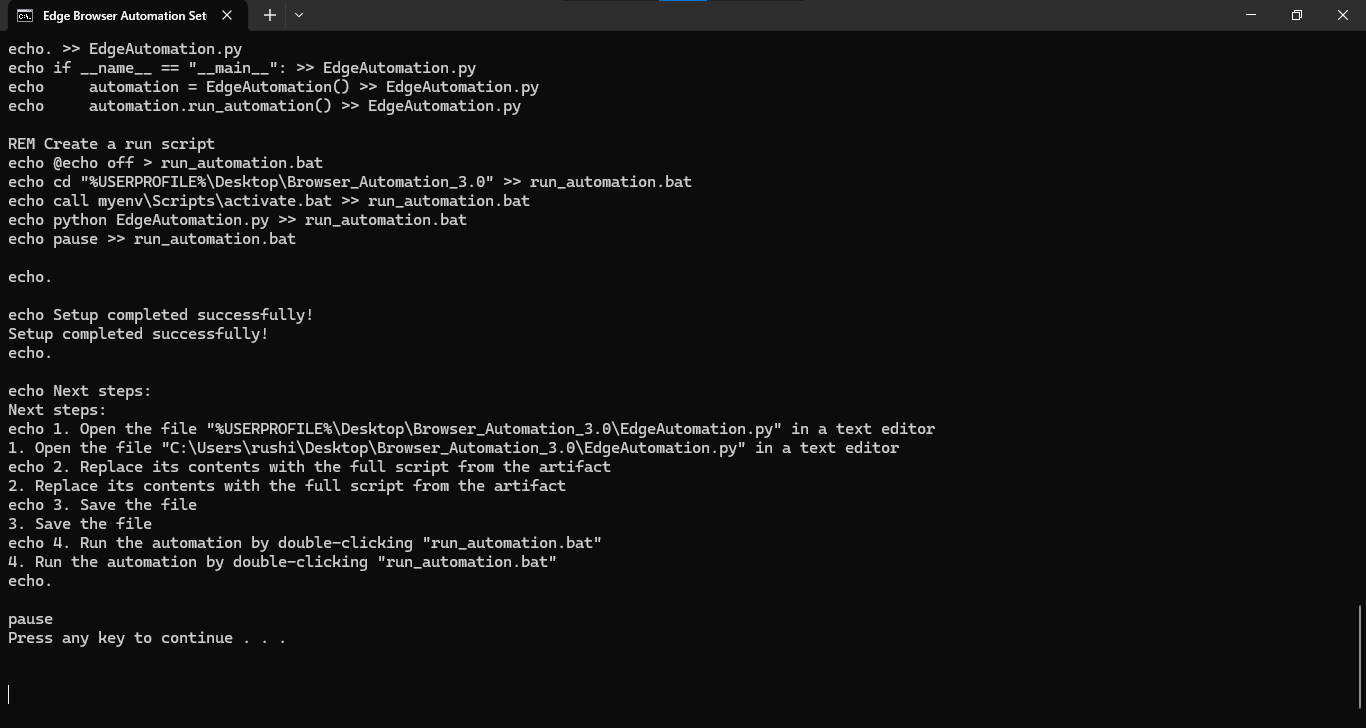 Edge Browser Automation Set
echo. >> EdgeAutomation.py
echo if __name__ == "__main__": >> EdgeAutomation.py
echo     automation = EdgeAutomation() >> EdgeAutomation.py
echo     automation.run_automation() >> EdgeAutomation.py
REM Create a run script
echo @echo off > run_automation.bat
echo cd "%USERPROFILE%\Desktop\Browser_Automation_3.0" >> run_automation.bat
echo call myenv\Scripts\activate.bat >> run_automation.bat
echo python EdgeAutomation.py >> run_automation.bat
echo pause >> run_automation.bat
echo.
echo Setup completed successfully!
Setup completed successfully!
echo.
echo Next steps:
Next steps:
echo 1. Open the file "%USERPROFILE%\Desktop\Browser_Automation_3.0\EdgeAutomation.py" in a text editor
1. Open the file "C:\Users\rushi\Desktop\Browser_Automation_3.0\EdgeAutomation.py" in a text editor
echo 2. Replace its contents with the full script from the artifact
2. Replace its contents with the full script from the artifact
echo 3. Save the file
3. Save the file
echo 4. Run the automation by double-clicking "run_automation.bat"
4. Run the automation by double-clicking "run_automation.bat"
echo.
pause
Press any key to continue . . .